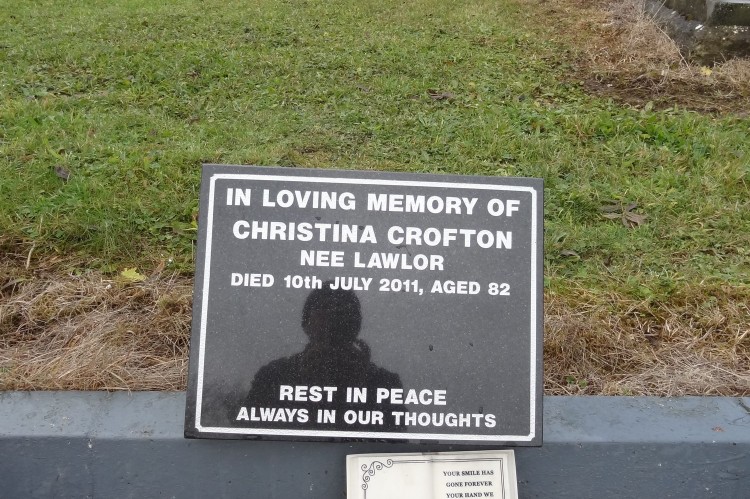 IN LOVING MEMORY OF
CHRISTINA CROFTON
NEE LAWLOR
DIED 10th JULY 2011, AGED 82
REST IN PEACE
ALWAYS IN OUR THOUGHTS
YOUR SMILE HAS
GONE FOREVER
YOUR HAND WE